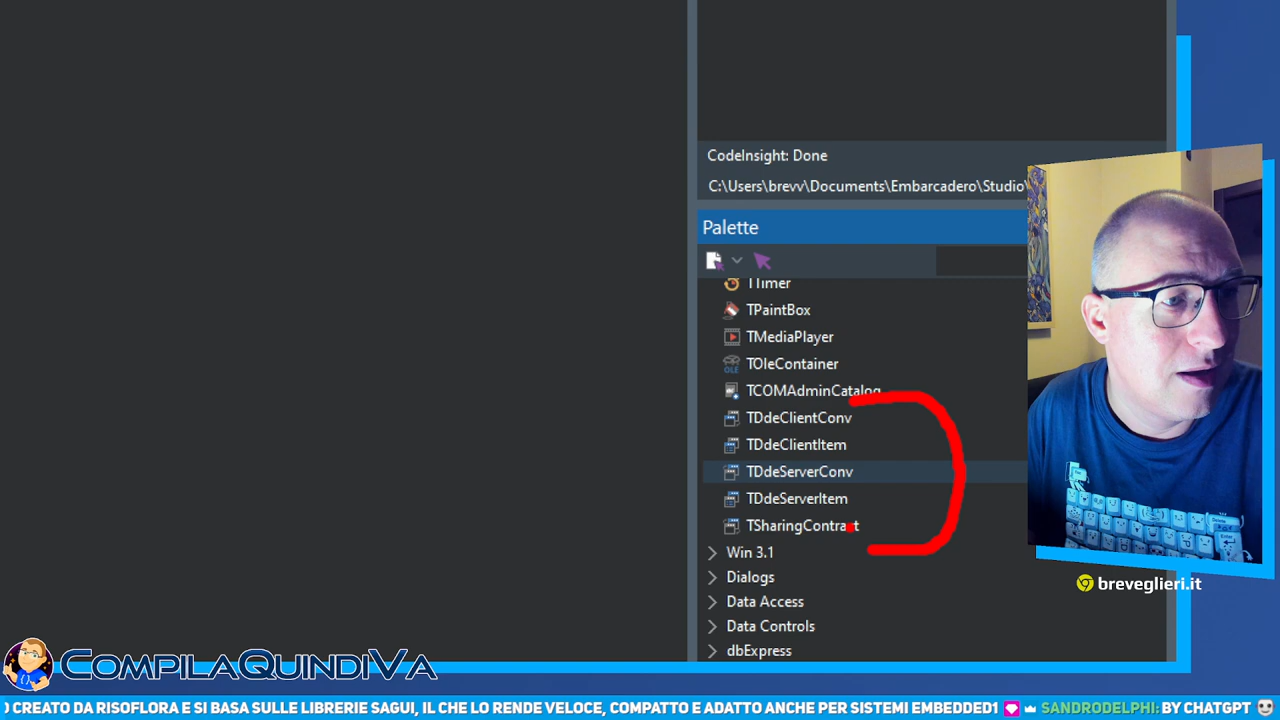 CodeInsight: Done
C:\Users\brevv\Documents\Embarcadero\Studio\
Palette
TTimer
TPaintBox
TMediaPlayer
TOleContainer
TCOMAdminCatalog
TDdeClientConv
TDdeClientItem
TDdeServerConv
TDdeServerItem
TSharingContract
Win 3.1
Dialogs
Data Access
Data Controls
dbExpress
breveglieri.it
COMPILAQUINDIVA
O CREATO DA RISOFLORA E SI BASA SULLE LIBRERIE SAGUI, IL CHE LO RENDE VELOCE, COMPATTO E ADATTO ANCHE PER SISTEMI EMBEDDED1 SANDRODELPHI: BY CHATGPT